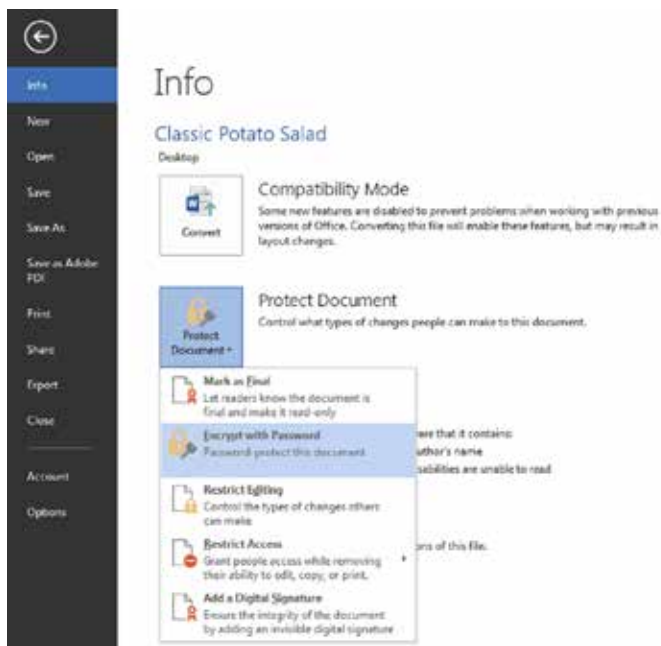 Info
New
Open
Save
Save As
Save as Adobe
PDF
Print
Share
Export
Close
Account
Options
Info
Classic Potato Salad
Desktop
Convert
Compatibility Mode
Some new features are disabled to prevent problems when working with previous
versions of Office. Converting this file will enable these features, but may result in
layout changes.
Protect
Document
Protect Document
Control what types of changes people can make to this document.
Mark as Final
Let readers know the document is
final and make it read-only
Encrypt with Password
Password-protect this document
Restrict Editing
Control the types of changes others
can make
Restrict Access
Grant people access while removing
their ability to edit, copy, or print.
Add a Digital Signature
Ensure the integrity of the document
by adding an invisible digital signature
that it contains:
author's name
abilities are unable to read
ons of this file.